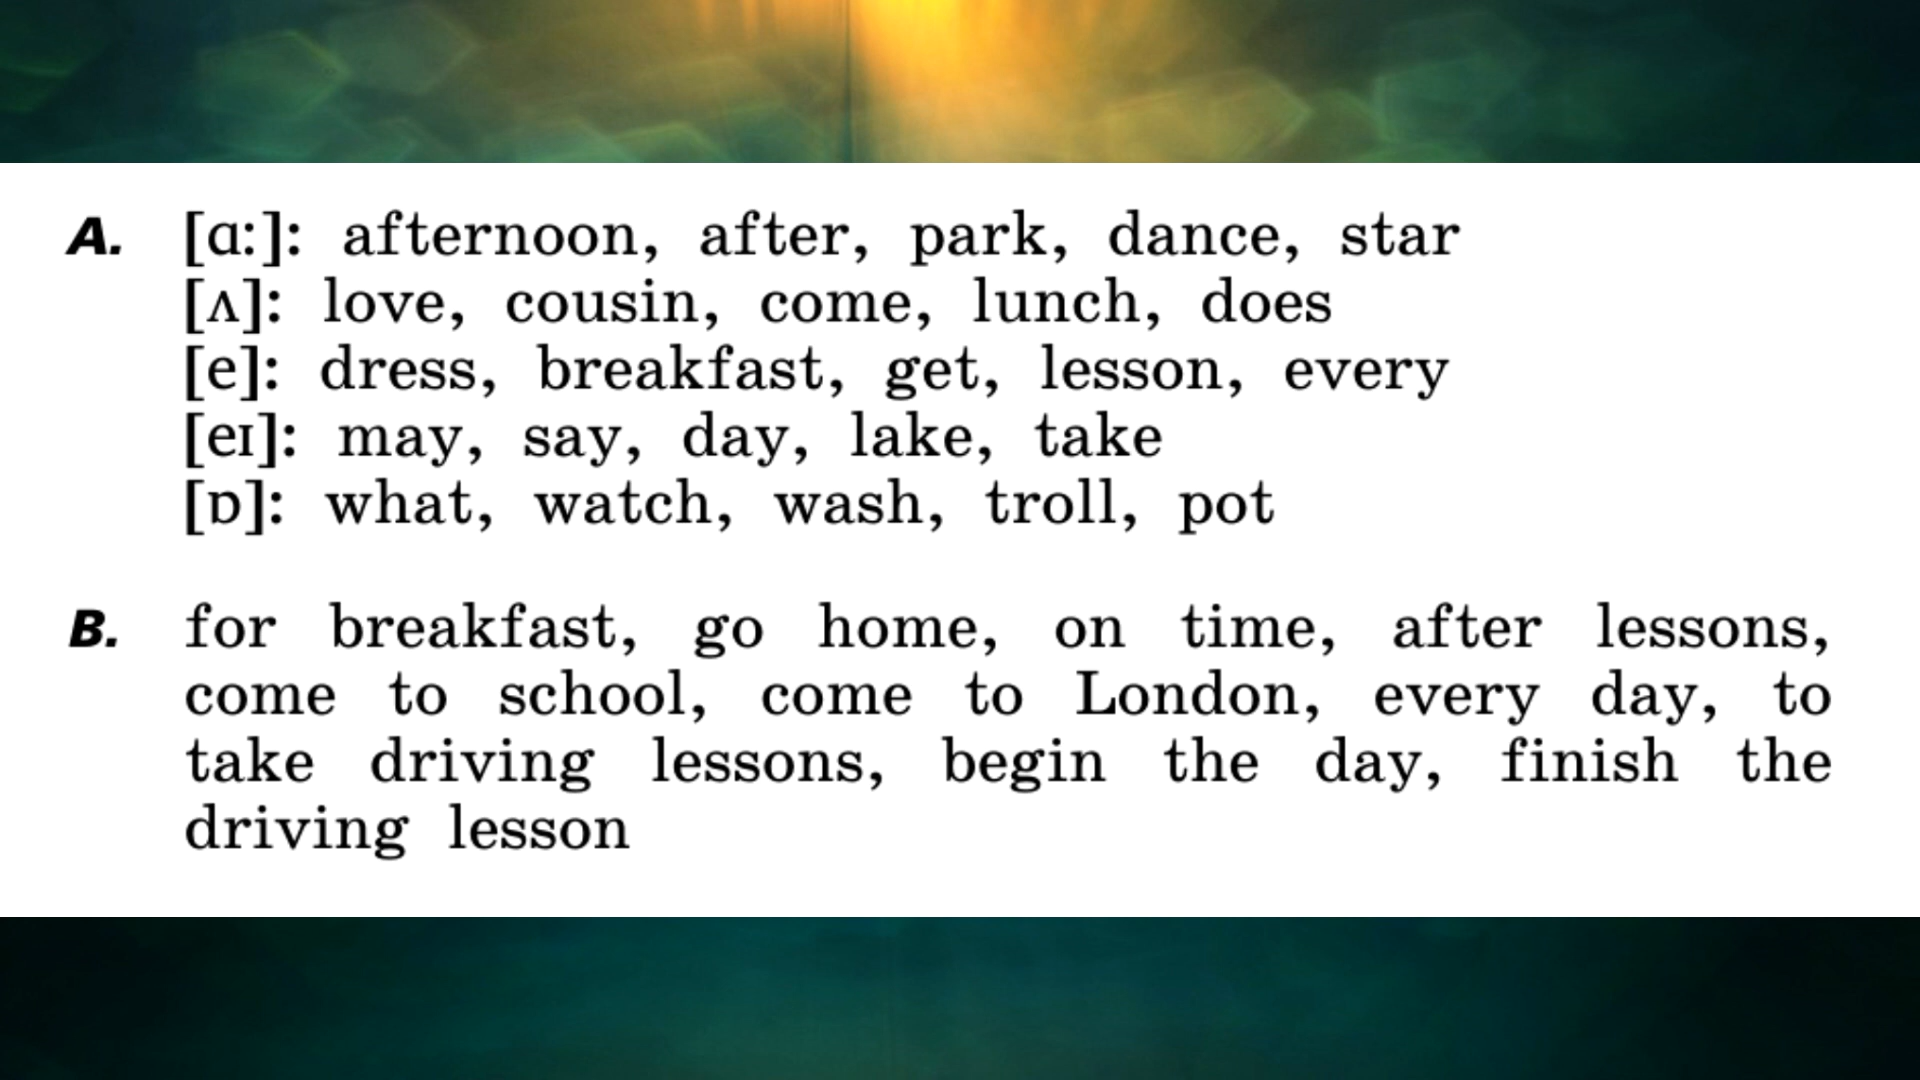 A. [ɑ:]: afternoon, after, park, dance, star
[ʌ]: love, cousin, come, lunch, does
[e]: dress, breakfast, get, lesson, every
[eɪ]: may, say, day, lake, take
[ɒ]: what, watch, wash, troll, pot
B. for breakfast, go home, on time, after lessons,
come to school, come to London, every day, to
take driving lessons, begin the day, finish the
driving lesson